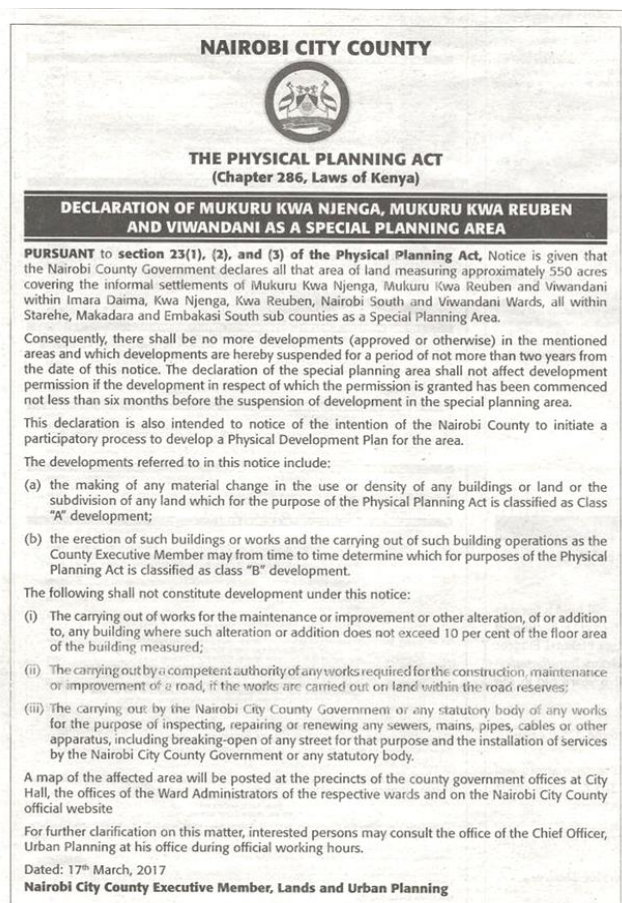 NAIROBI CITY COUNTY
THE PHYSICAL PLANNING ACT
(Chapter 286, Laws of Kenya)
DECLARATION OF MUKURU KWA NJENGA, MUKURU KWA REUBEN
AND VIWANDANI AS A SPECIAL PLANNING AREA
PURSUANT to section 23(1), (2), and (3) of the Physical Planning Act, Notice is given that
the Nairobi County Government declares all that area of land measuring approximately 550 acres
covering the informal settlements of Mukuru Kwa Njenga, Mukuru Kwa Reuben and Viwandani
within Imara Daima, Kwa Njenga, Kwa Reuben, Nairobi South and Viwandani Wards, all within
Starehe, Makadara and Embakasi South sub counties as a Special Planning Area.
Consequently, there shall be no more developments (approved or otherwise) in the mentioned
areas and which developments are hereby suspended for a period of not more than two years from
the date of this notice. The declaration of the special planning area shall not affect development
permission if the development in respect of which the permission is granted has been commenced
not less than six months before the suspension of development in the special planning area.
This declaration is also intended to notice of the intention of the Nairobi County to initiate a
participatory process to develop a Physical Development Plan for the area.
The developments referred to in this notice include:
(a) the making of any material change in the use or density of any buildings or land or the
subdivision of any land which for the purpose of the Physical Planning Act is classified as Class
"A" development;
(b) the erection of such buildings or works and the carrying out of such building operations as the
County Executive Member may from time to time determine which for purposes of the Physical
Planning Act is classified as class "B" development.
The following shall not constitute development under this notice:
(i) The carrying out of works for the maintenance or improvement or other alteration, of or addition
to, any building where such alteration or addition does not exceed 10 per cent of the floor area
of the building measured;
(ii) The carrying out by a competent authority of any works required for the construction, maintenance
or improvement of a road, if the works are carried out on land within the road reserves;
(iii) The carrying out by the Nairobi City County Government or any statutory body of any works
for the purpose of inspecting, repairing or renewing any sewers, mains, pipes, cables or other
apparatus, including breaking-open of any street for that purpose and the installation of services
by the Nairobi City County Government or any statutory body.
A map of the affected area will be posted at the precincts of the county government offices at City
Hall, the offices of the Ward Administrators of the respective wards and on the Nairobi City County
official website
For further clarification on this matter, interested persons may consult the office of the Chief Officer,
Urban Planning at his office during official working hours.
Dated: 17th March, 2017
Nairobi City County Executive Member, Lands and Urban Planning